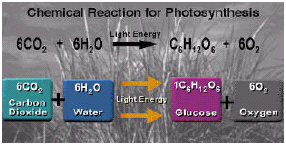 Chemical Reaction for Photosynthesis
Light Energy
6CO₂ + 6H₂O C₆H₁₂O₆ + 6O₂
6CO₂ 6H₂O 1C₆H₁₂O₆ 6O₂
+ Light Energy +
Carbon Dioxide Water Glucose Oxygen